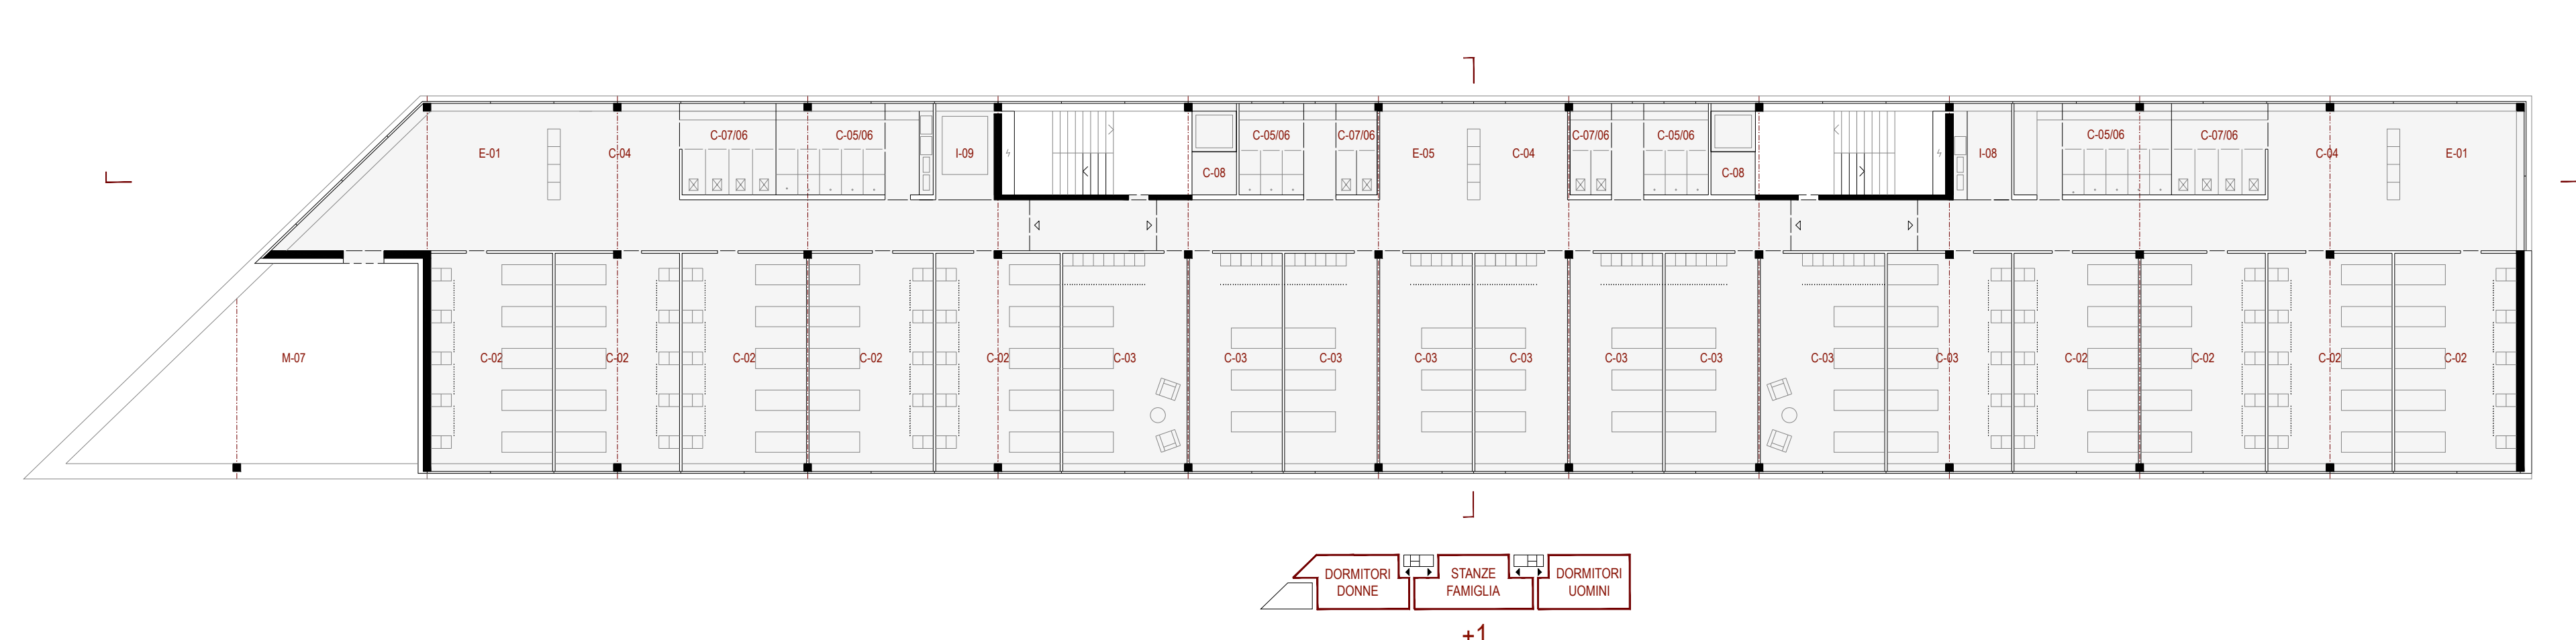 C-07/06 C-05/06 C-05/06 C-07/06 C-07/06 C-05/06 C-05/06 C-07/06
E-01 C-04 I-09 E-05 C-04 I-08 C-04 E-01
C-08 C-08
M-07 C-02 C-02 C-02 C-02 C-02 C-03 C-03 C-03 C-03 C-03 C-03 C-03 C-03 C-03 C-02 C-02 C-02 C-02
DORMITORI STANZE DORMITORI
DONNE FAMIGLIA UOMINI
+1